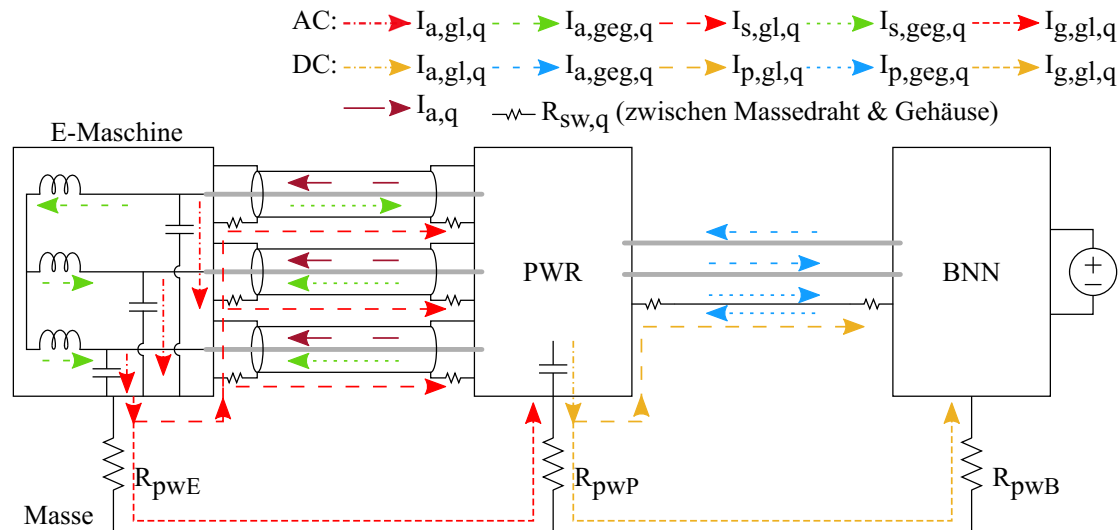 AC: I_a,gl,q I_a,geg,q I_s,gl,q I_s,geg,q I_g,gl,q
DC: I_a,gl,q I_a,geg,q I_p,gl,q I_p,geg,q I_g,gl,q
I_a,q R_sw,q (zwischen Massedraht & Gehäuse)
E-Maschine
PWR
BNN
R_pwE
R_pwP
R_pwB
Masse